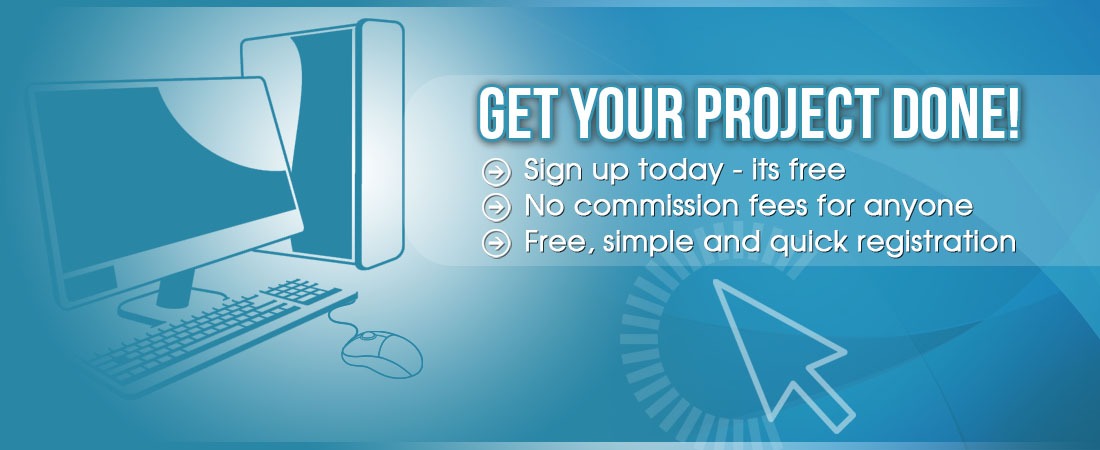 GET YOUR PROJECT DONE!
Sign up today - its free
No commission fees for anyone
Free, simple and quick registration